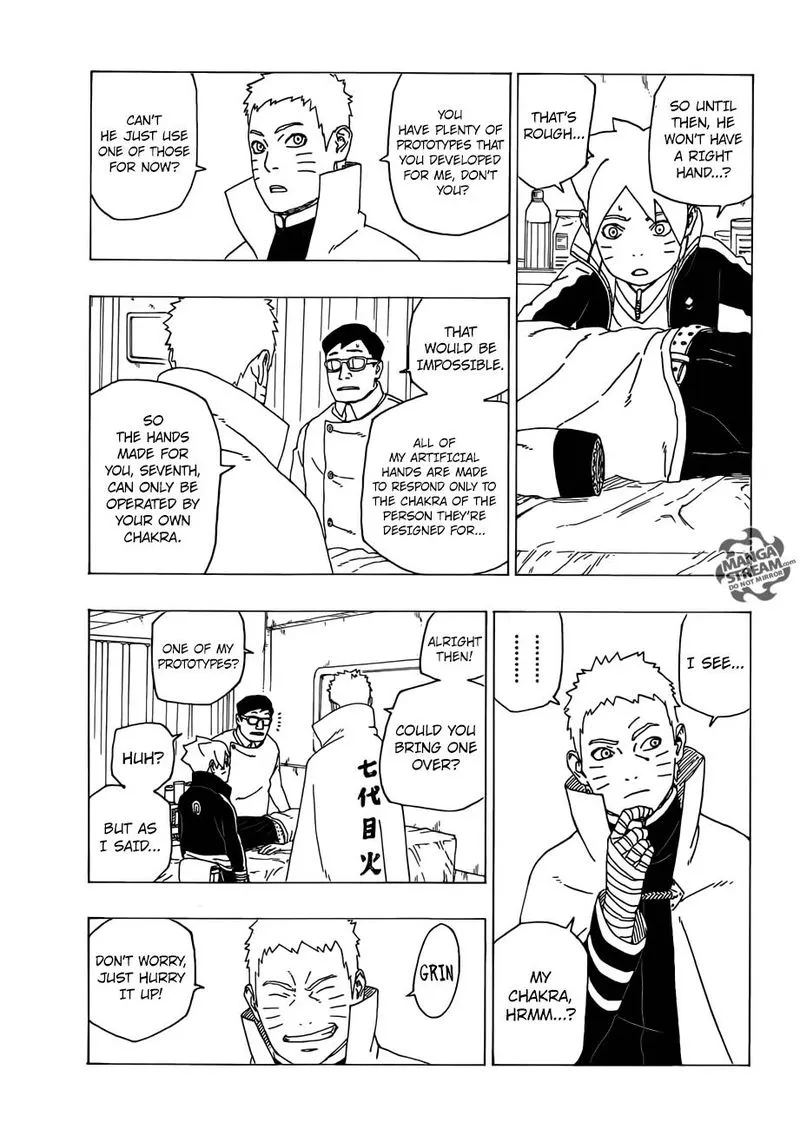 SO UNTIL
THEN, HE
WON'T HAVE
A RIGHT
HAND...?
THAT'S
ROUGH...
YOU
HAVE PLENTY OF
PROTOTYPES THAT
YOU DEVELOPED
FOR ME, DON'T
YOU?
CAN'T
HE JUST USE
ONE OF THOSE
FOR NOW?
THAT
WOULD BE
IMPOSSIBLE.
ALL OF
MY ARTIFICIAL
HANDS ARE MADE
TO RESPOND ONLY TO
THE CHAKRA OF THE
PERSON THEY'RE
DESIGNED FOR...
SO
THE HANDS
MADE FOR
YOU, SEVENTH,
CAN ONLY BE
OPERATED BY
YOUR OWN
CHAKRA.
MANGA
STREAM.com
DO NOT MIRROR
I SEE...
.........
MY
CHAKRA,
HRMM...?
ALRIGHT
THEN!
COULD YOU
BRING ONE
OVER?
七代目火
ONE OF MY
PROTOTYPES?
HUH?
BUT AS
I SAID...
GRIN
DON'T WORRY,
JUST HURRY
IT UP!